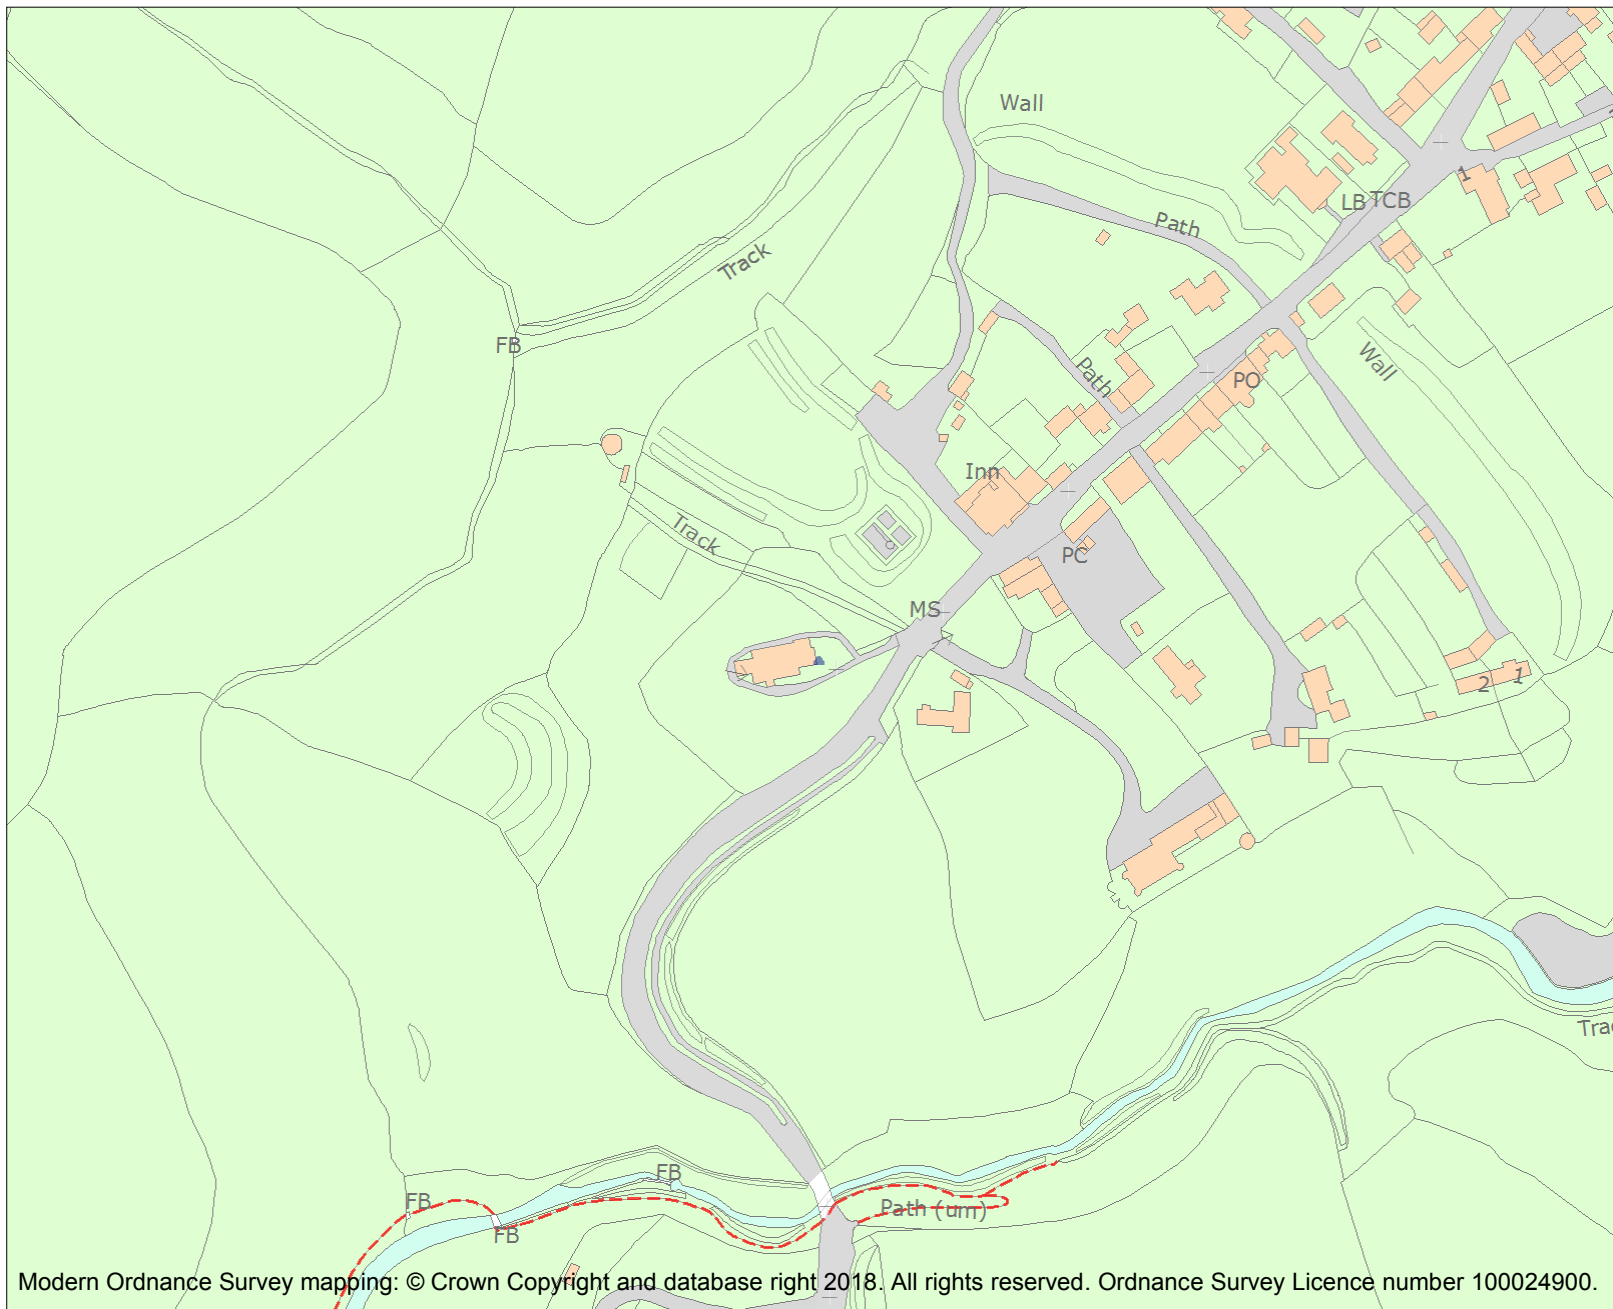 Wall
LB TCB
1
Path
Track
FB
Wall
Path
PO
Inn
Track
PC
MS
2 1
FB
FB
Path (um)
FB
Modern Ordnance Survey mapping: © Crown Copyright and database right 2018. All rights reserved. Ordnance Survey Licence number 100024900.